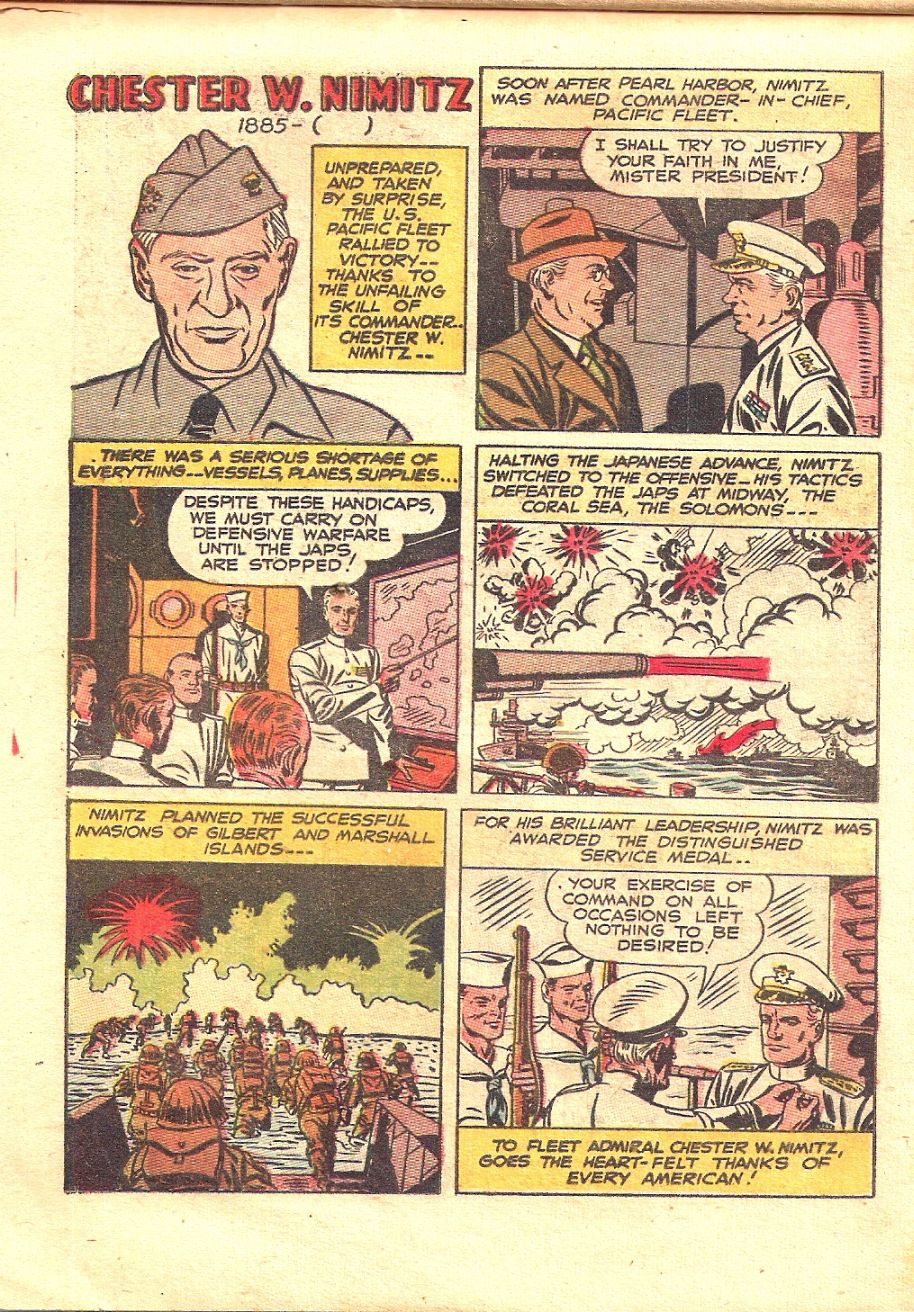 CHESTER W. NIMITZ
1885-( )
UNPREPARED,
AND TAKEN
BY SURPRISE,
THE U.S.
PACIFIC FLEET
RALLIED TO
VICTORY--
THANKS TO
THE UNFAILING
SKILL OF
ITS COMMANDER..
CHESTER W.
NIMITZ--
SOON AFTER PEARL HARBOR, NIMITZ
WAS NAMED COMMANDER-IN-CHIEF,
PACIFIC FLEET.
I SHALL TRY TO JUSTIFY
YOUR FAITH IN ME,
MISTER PRESIDENT!
THERE WAS A SERIOUS SHORTAGE OF
EVERYTHING--VESSELS, PLANES, SUPPLIES...
DESPITE THESE HANDICAPS,
WE MUST CARRY ON
DEFENSIVE WARFARE
UNTIL THE JAPS
ARE STOPPED!
HALTING THE JAPANESE ADVANCE, NIMITZ
SWITCHED TO THE OFFENSIVE--HIS TACTICS
DEFEATED THE JAPS AT MIDWAY, THE
CORAL SEA, THE SOLOMONS---
NIMITZ PLANNED THE SUCCESSFUL
INVASIONS OF GILBERT AND MARSHALL
ISLANDS---
FOR HIS BRILLIANT LEADERSHIP, NIMITZ WAS
AWARDED THE DISTINGUISHED
SERVICE MEDAL..
YOUR EXERCISE OF
COMMAND ON ALL
OCCASIONS LEFT
NOTHING TO BE
DESIRED!
TO FLEET ADMIRAL CHESTER W. NIMITZ,
GOES THE HEART-FELT THANKS OF
EVERY AMERICAN!